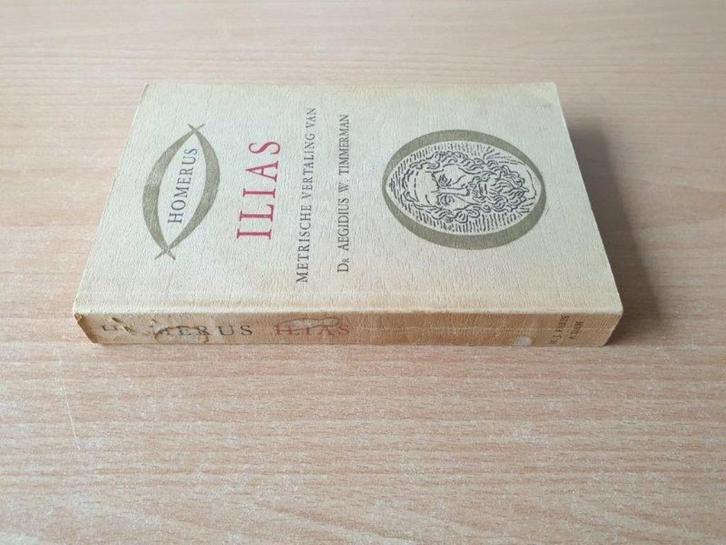 HOMERUS
ILIAS
METRISCHE VERTALING VAN
DR AEGIDIUS W. TIMMERMAN
ILIAS